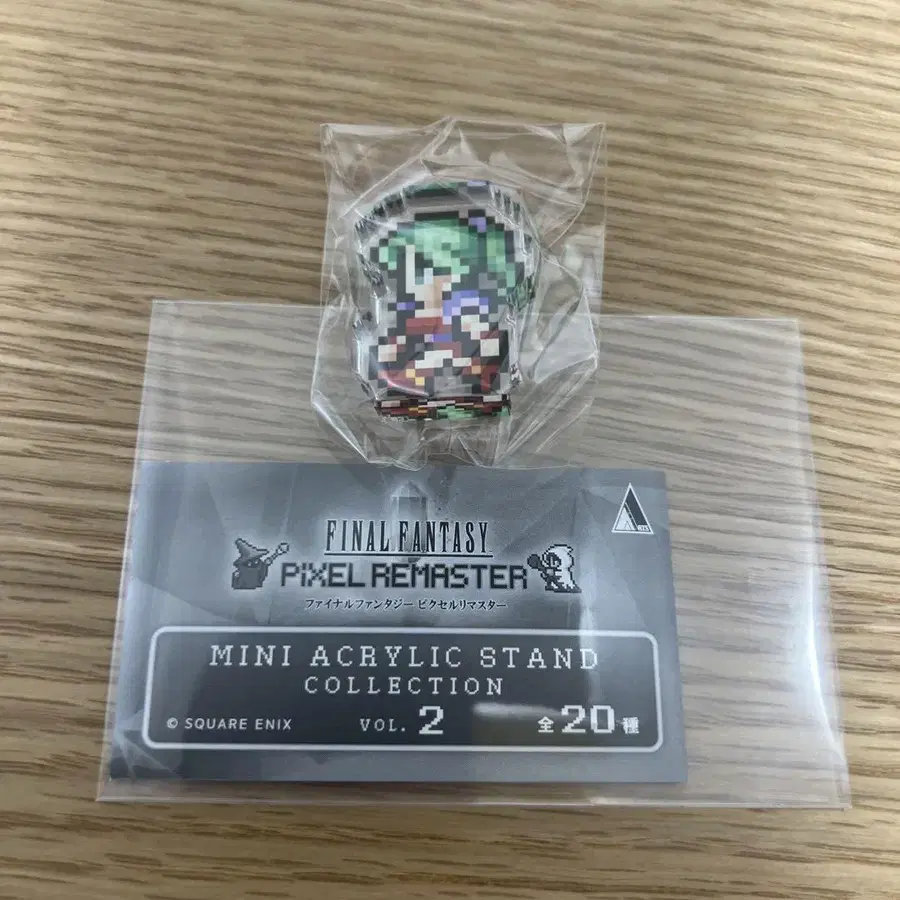 FINAL FANTASY
PIXEL REMASTER
ファイナルファンタジー ピクセルリマスター
MINI ACRYLIC STAND
COLLECTION
© SQUARE ENIX VOL. 2 全20種